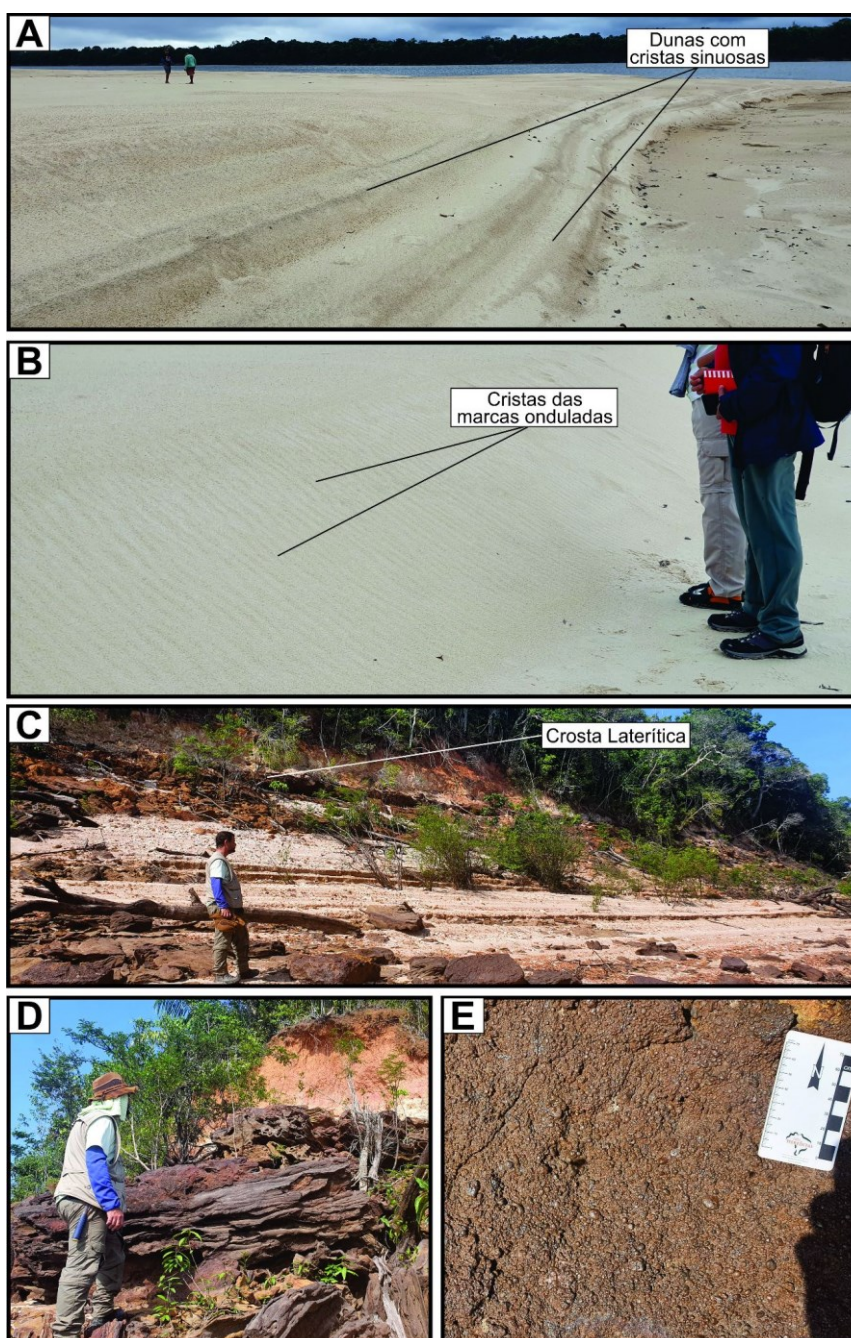 A
Dunas com
cristas sinuosas
B
Cristas das
marcas onduladas
C
Crosta Laterítica
D
E
N